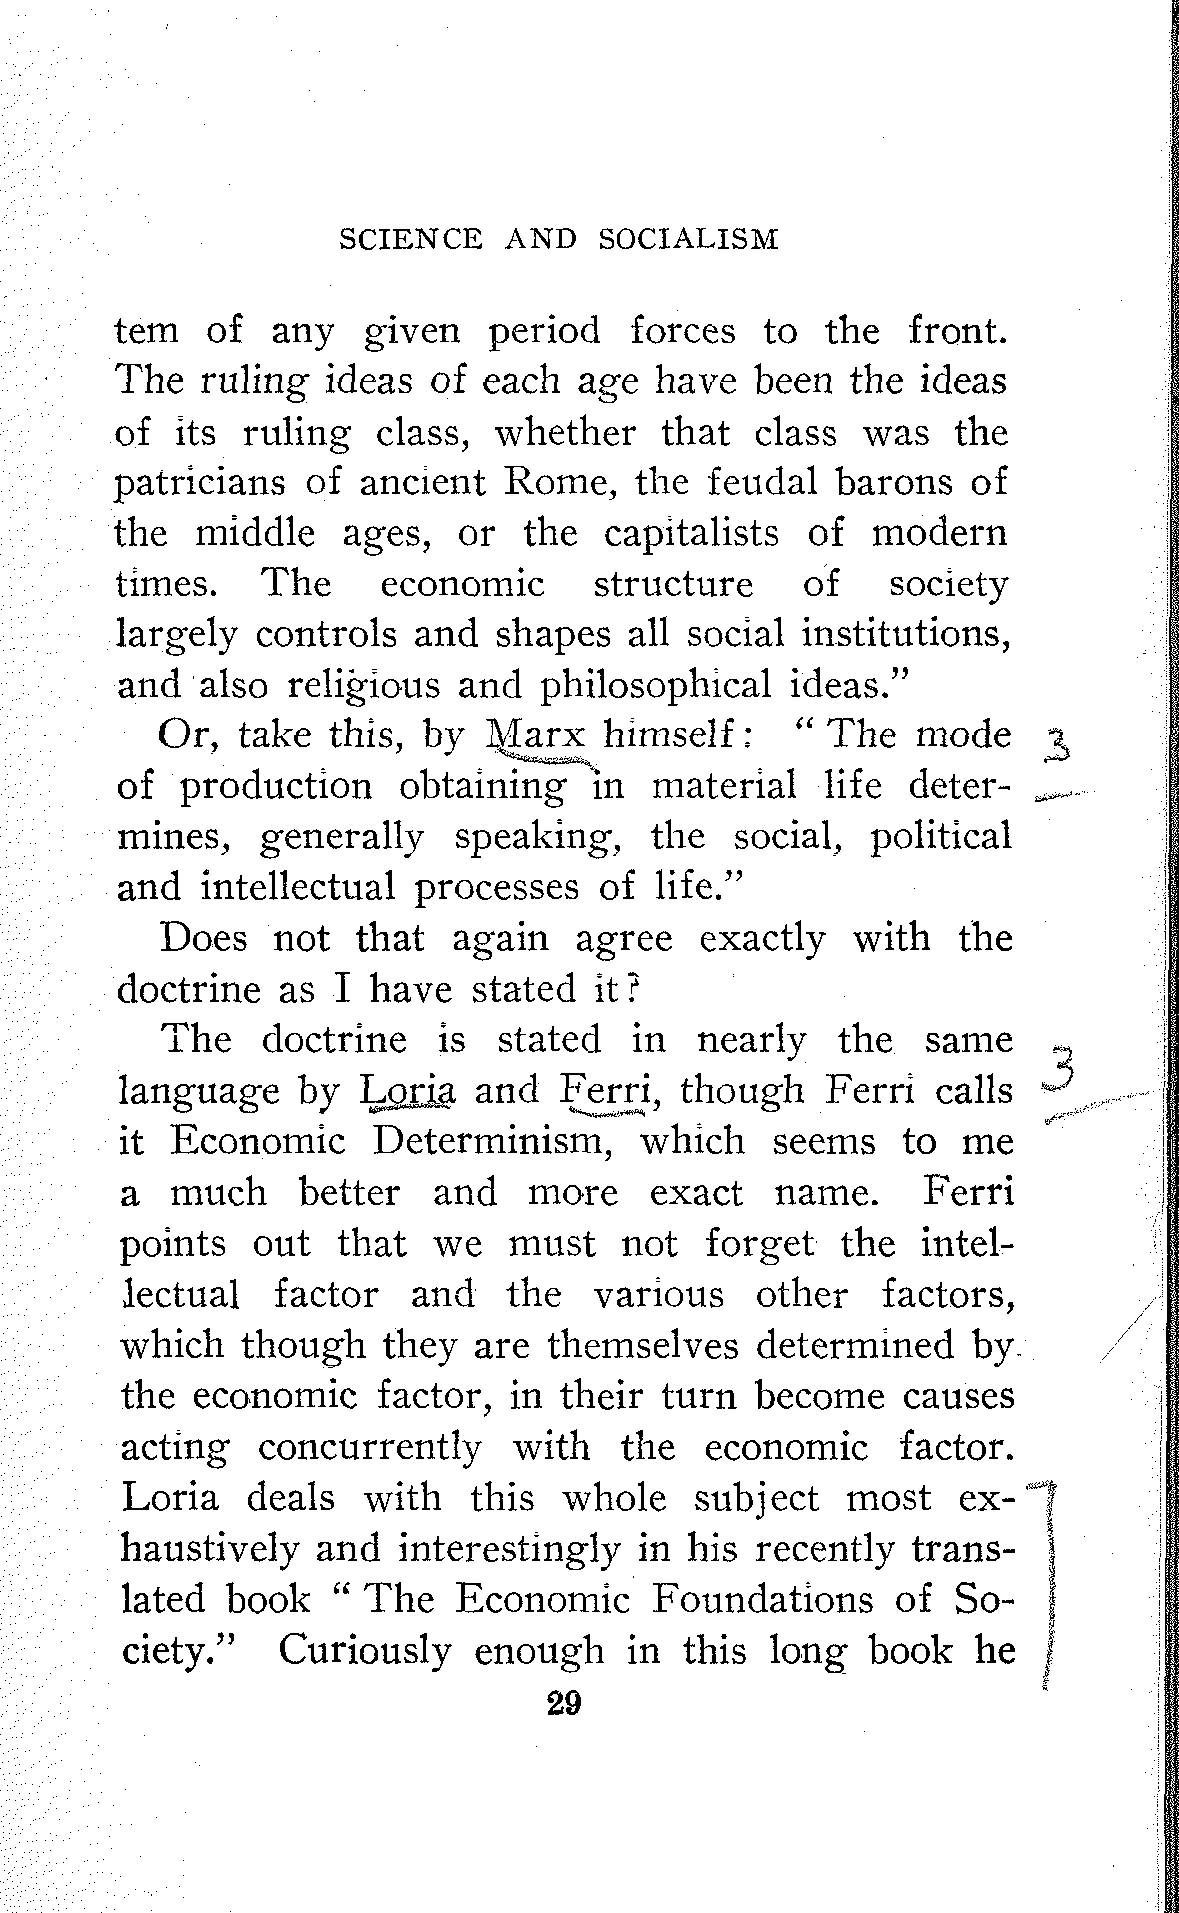 SCIENCE AND SOCIALISM
tem of any given period forces to the front.
The ruling ideas of each age have been the ideas
of its ruling class, whether that class was the
patricians of ancient Rome, the feudal barons of
the middle ages, or the capitalists of modern
times. The economic structure of society
largely controls and shapes all social institutions,
and also religious and philosophical ideas.”
Or, take this, by Marx himself: “ The mode 3
of production obtaining in material life deter-
mines, generally speaking, the social, political
and intellectual processes of life.”
Does not that again agree exactly with the
doctrine as I have stated it?
The doctrine is stated in nearly the same 3
language by Loria and Ferri, though Ferri calls
it Economic Determinism, which seems to me
a much better and more exact name. Ferri
points out that we must not forget the intel-
lectual factor and the various other factors,
which though they are themselves determined by
the economic factor, in their turn become causes
acting concurrently with the economic factor.
Loria deals with this whole subject most ex-
haustively and interestingly in his recently trans-
lated book “ The Economic Foundations of So-
ciety.” Curiously enough in this long book he
29